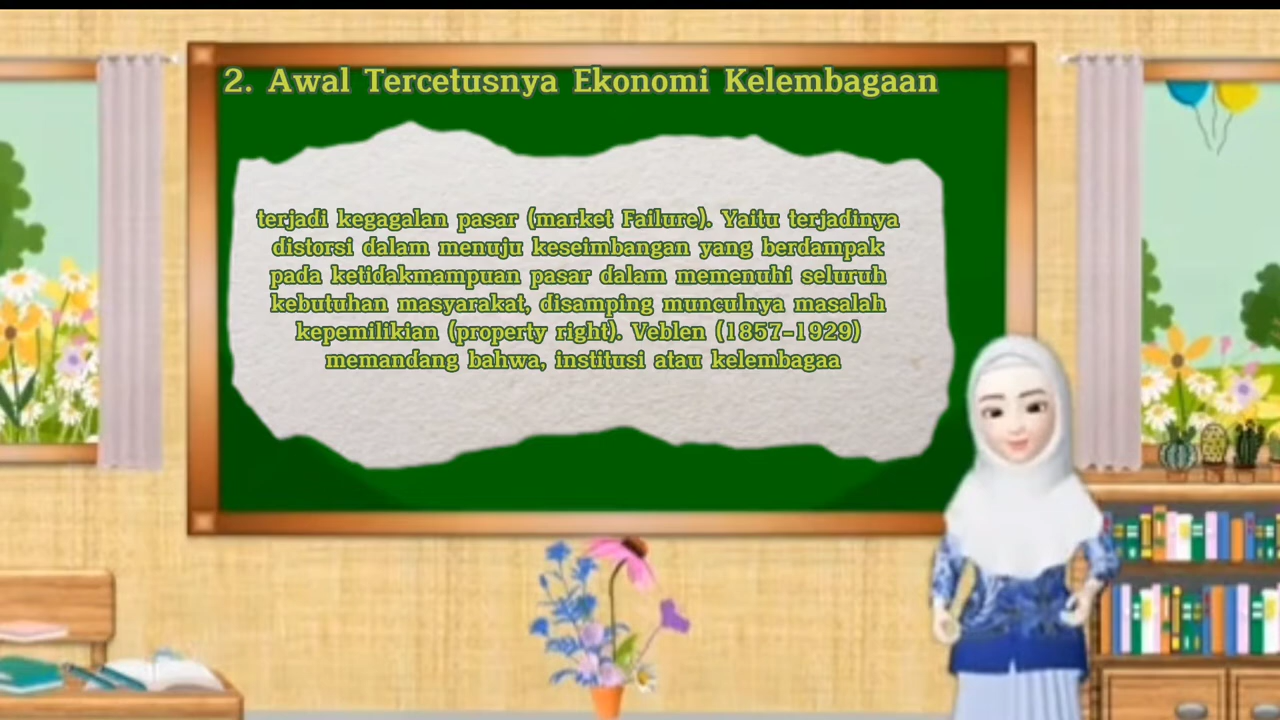 2. Awal Tercetusnya Ekonomi Kelembagaan
terjadi kegagalan pasar (market Failure). Yaitu terjadinya
distorsi dalam menuju keseimbangan yang berdampak
pada ketidakmampuan pasar dalam memenuhi seluruh
kebutuhan masyarakat, disamping munculnya masalah
kepemilikian (property right). Veblen (1857-1929)
memandang bahwa, institusi atau kelembagaa